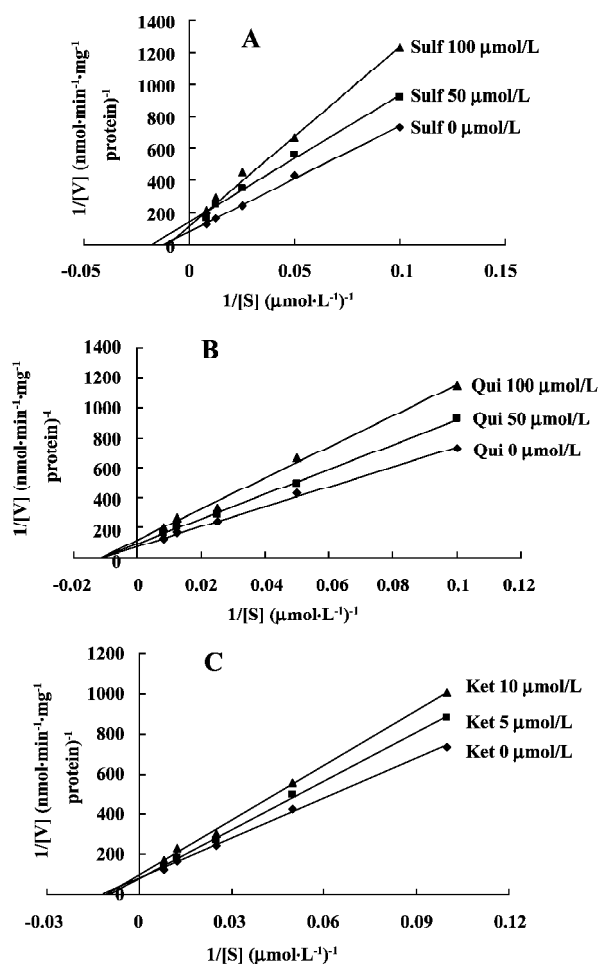 A
1400
1200
1000
800
600
400
200
0
1/[V] (nmol·min-1·mg-1
protein)-1
Sulf 100 μmol/L
Sulf 50 μmol/L
Sulf 0 μmol/L
-0.05
0
0.05
0.1
0.15
1/[S] (μmol·L-1)-1
B
1400
1200
1000
800
600
400
200
0
1/[V] (nmol·min-1·mg-1
protein)-1
Qui 100 μmol/L
Qui 50 μmol/L
Qui 0 μmol/L
-0.02
0
0.02
0.04
0.06
0.08
0.1
0.12
1/[S] (μmol·L-1)-1
C
1200
1000
800
600
400
200
0
1/[V] (nmol·min-1·mg-1
protein)-1
Ket 10 μmol/L
Ket 5 μmol/L
Ket 0 μmol/L
-0.03
0
0.03
0.06
0.09
0.12
1/[S] (μmol·L-1)-1